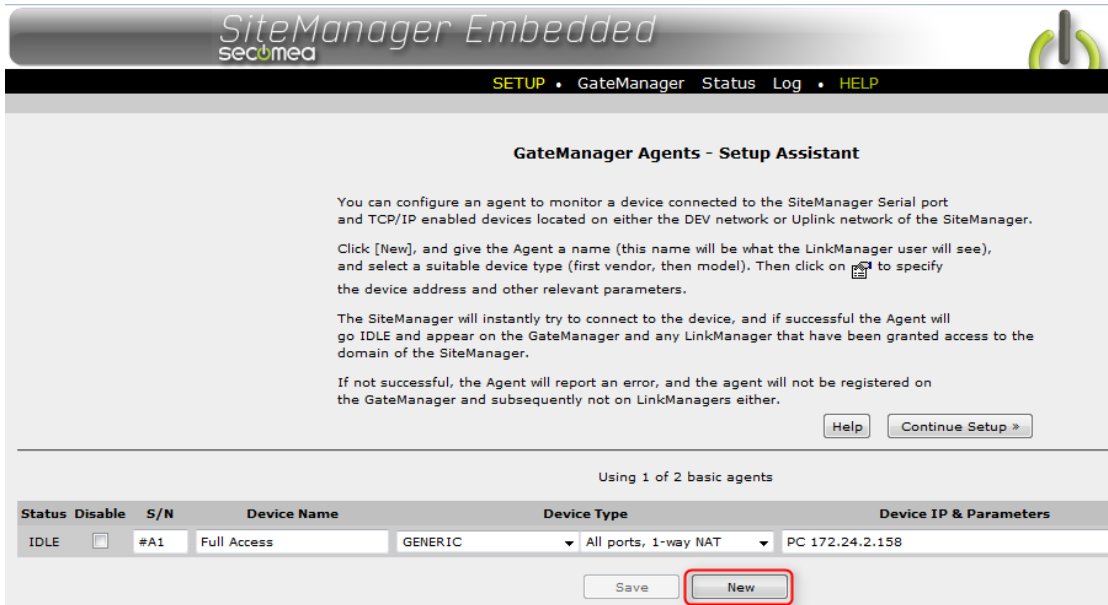 SiteManager Embedded
secomea
SETUP • GateManager Status Log • HELP
GateManager Agents - Setup Assistant
You can configure an agent to monitor a device connected to the SiteManager Serial port
and TCP/IP enabled devices located on either the DEV network or Uplink network of the SiteManager.
Click [New], and give the Agent a name (this name will be what the LinkManager user will see),
and select a suitable device type (first vendor, then model). Then click on to specify
the device address and other relevant parameters.
The SiteManager will instantly try to connect to the device, and if successful the Agent will
go IDLE and appear on the GateManager and any LinkManager that have been granted access to the
domain of the SiteManager.
If not successful, the Agent will report an error, and the agent will not be registered on
the GateManager and subsequently not on LinkManagers either.
Help Continue Setup »
Using 1 of 2 basic agents
Status Disable S/N Device Name Device Type Device IP & Parameters
IDLE #A1 Full Access GENERIC All ports, 1-way NAT PC 172.24.2.158
Save New